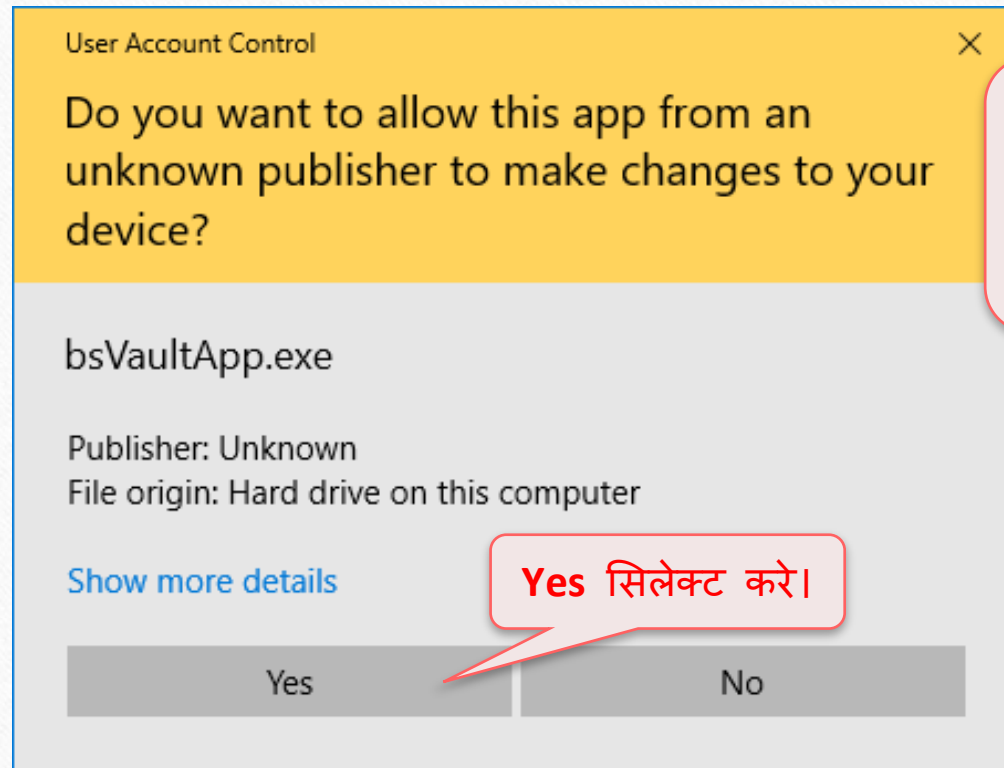 User Account Control
Do you want to allow this app from an
unknown publisher to make changes to your
device?
bsVaultApp.exe
Publisher: Unknown
File origin: Hard drive on this computer
Show more details
Yes सिलेक्ट करे।
Yes
No